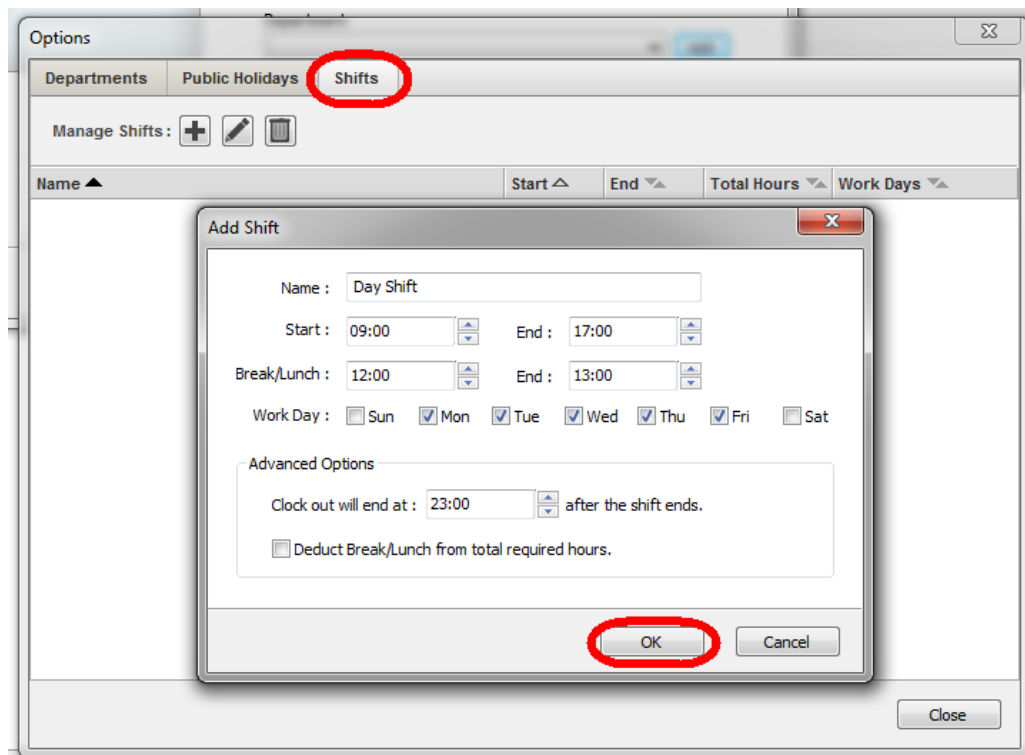 Department
Options
Departments Public Holidays Shifts
Manage Shifts:
Name Start End Total Hours Work Days
Add Shift
Name : Day Shift
Start : 09:00 End : 17:00
Break/Lunch : 12:00 End : 13:00
Work Day : Sun Mon Tue Wed Thu Fri Sat
Advanced Options
Clock out will end at : 23:00 after the shift ends.
Deduct Break/Lunch from total required hours.
OK Cancel
Close